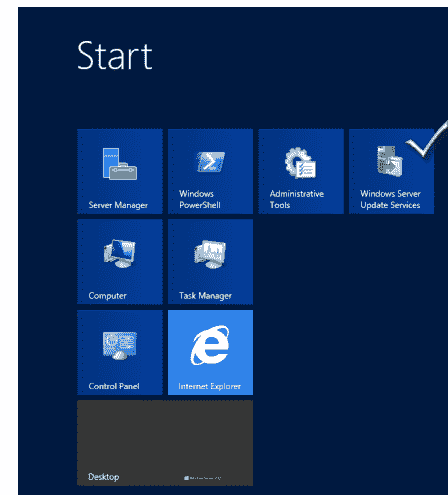 Start
Server Manager
Windows
PowerShell
Administrative
Tools
Windows Server
Update Services
Computer
Task Manager
Control Panel
Internet Explorer
Desktop